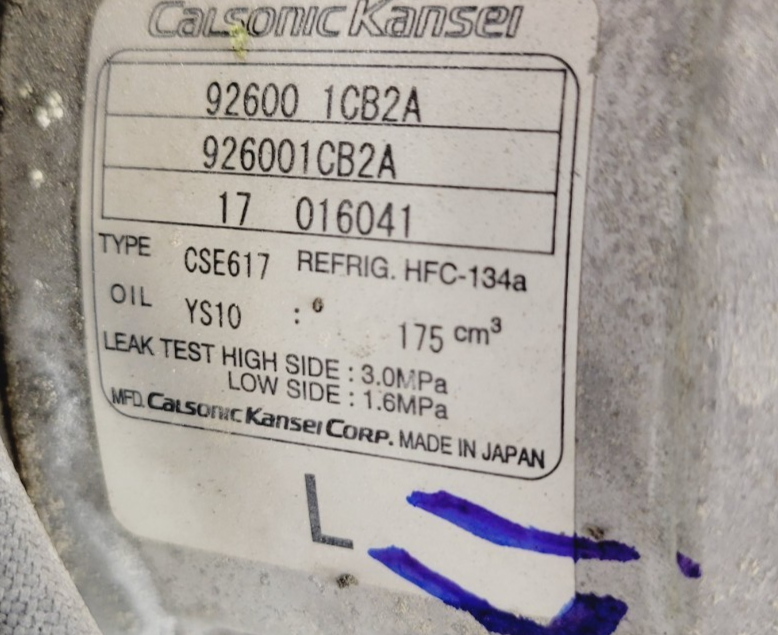 Calsonic Kansei
92600 1CB2A
926001CB2A
17 016041
TYPE CSE617 REFRIG. HFC-134a
OIL YS10 : 175 cm³
LEAK TEST HIGH SIDE : 3.0MPa
LOW SIDE : 1.6MPa
MFD. Calsonic Kansei CORP. MADE IN JAPAN
L